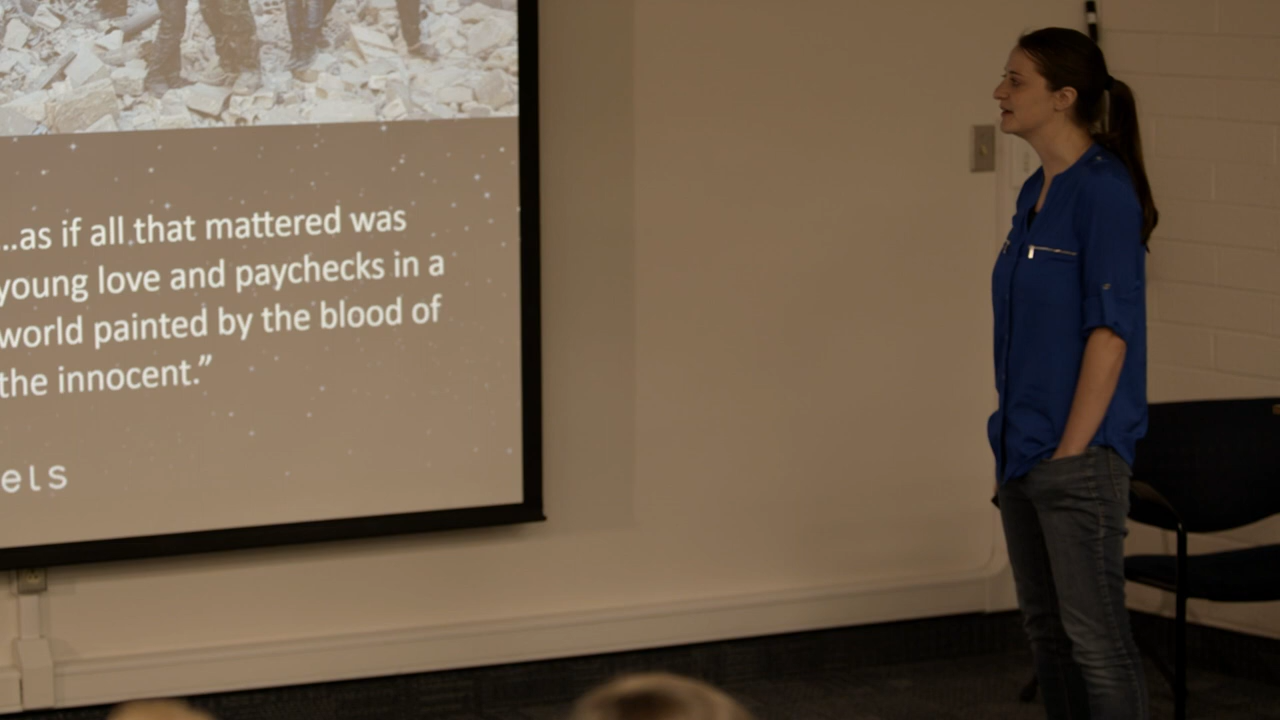 ...as if all that mattered was
young love and paychecks in a
world painted by the blood of
the innocent.”
els